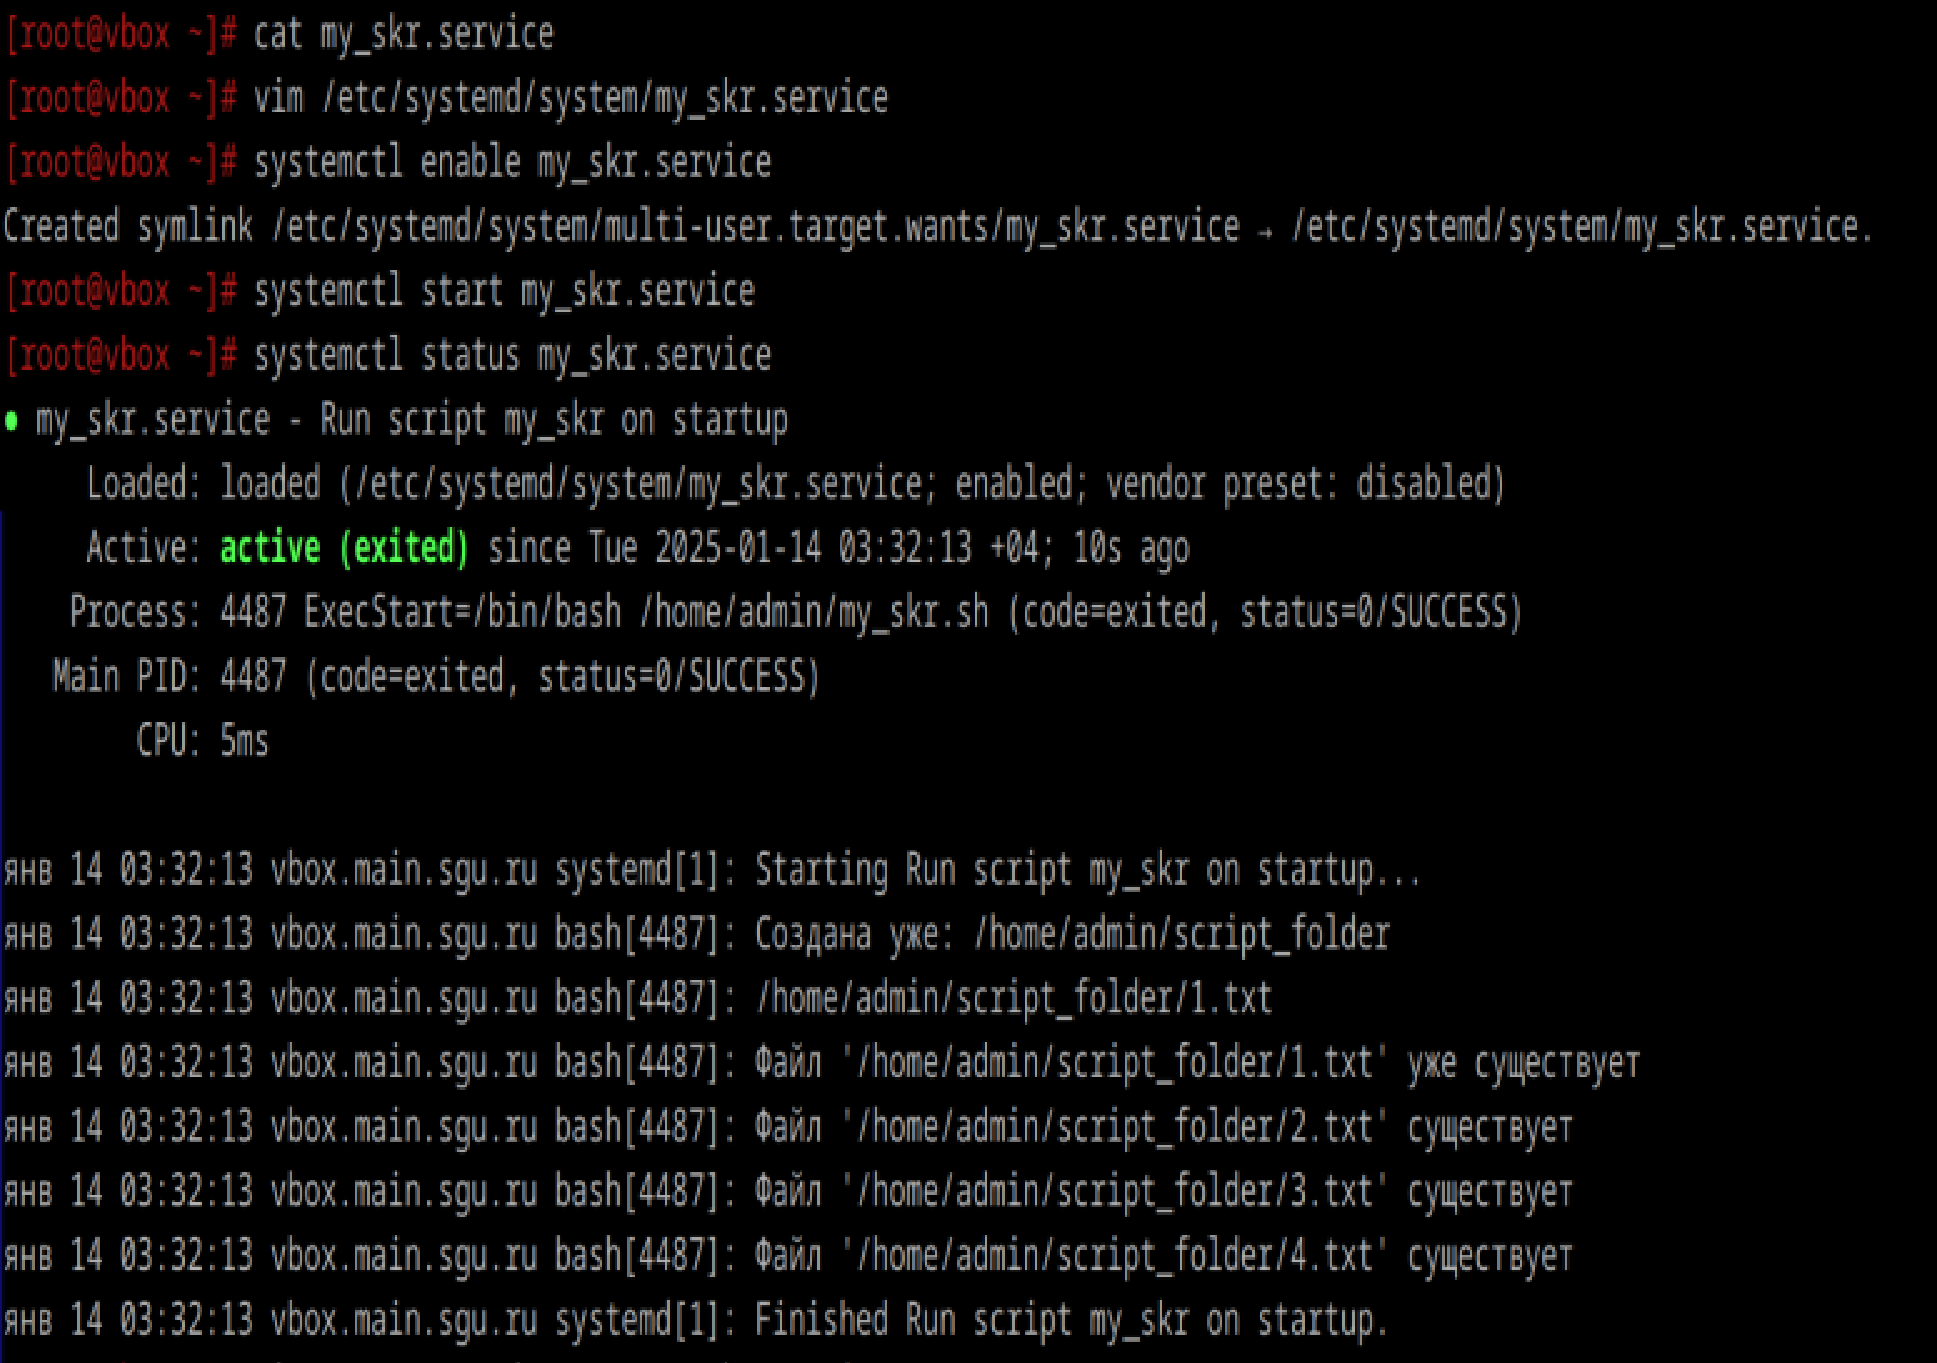 [root@vbox ~]# cat my_skr.service
[root@vbox ~]# vim /etc/systemd/system/my_skr.service
[root@vbox ~]# systemctl enable my_skr.service
Created symlink /etc/systemd/system/multi-user.target.wants/my_skr.service → /etc/systemd/system/my_skr.service.
[root@vbox ~]# systemctl start my_skr.service
[root@vbox ~]# systemctl status my_skr.service
● my_skr.service - Run script my_skr on startup
Loaded: loaded (/etc/systemd/system/my_skr.service; enabled; vendor preset: disabled)
Active: active (exited) since Tue 2025-01-14 03:32:13 +04; 10s ago
Process: 4487 ExecStart=/bin/bash /home/admin/my_skr.sh (code=exited, status=0/SUCCESS)
Main PID: 4487 (code=exited, status=0/SUCCESS)
CPU: 5ms
янв 14 03:32:13 vbox.main.sgu.ru systemd[1]: Starting Run script my_skr on startup...
янв 14 03:32:13 vbox.main.sgu.ru bash[4487]: Создана уже: /home/admin/script_folder
янв 14 03:32:13 vbox.main.sgu.ru bash[4487]: /home/admin/script_folder/1.txt
янв 14 03:32:13 vbox.main.sgu.ru bash[4487]: Файл '/home/admin/script_folder/1.txt' уже существует
янв 14 03:32:13 vbox.main.sgu.ru bash[4487]: Файл '/home/admin/script_folder/2.txt' существует
янв 14 03:32:13 vbox.main.sgu.ru bash[4487]: Файл '/home/admin/script_folder/3.txt' существует
янв 14 03:32:13 vbox.main.sgu.ru bash[4487]: Файл '/home/admin/script_folder/4.txt' существует
янв 14 03:32:13 vbox.main.sgu.ru systemd[1]: Finished Run script my_skr on startup.